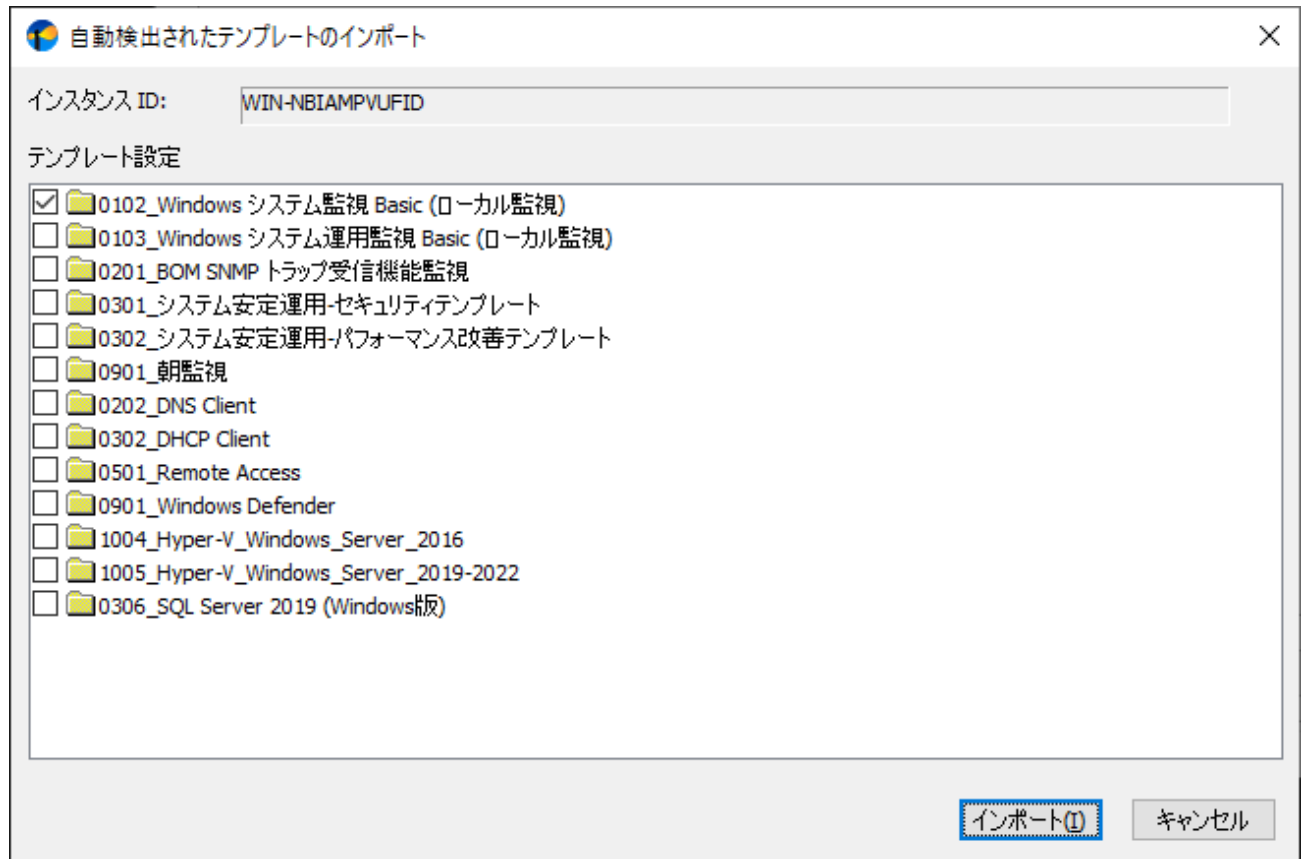 自動検出されたテンプレートのインポート
インスタンス ID: WIN-NBIAMPVUFID
テンプレート設定
0102_Windows システム監視 Basic (ローカル監視)
0103_Windows システム運用監視 Basic (ローカル監視)
0201_BOM SNMP トラップ受信機能監視
0301_システム安定運用-セキュリティテンプレート
0302_システム安定運用-パフォーマンス改善テンプレート
0901_朝監視
0202_DNS Client
0302_DHCP Client
0501_Remote Access
0901_Windows Defender
1004_Hyper-V_Windows_Server_2016
1005_Hyper-V_Windows_Server_2019-2022
0306_SQL Server 2019 (Windows版)
インポート(I) キャンセル